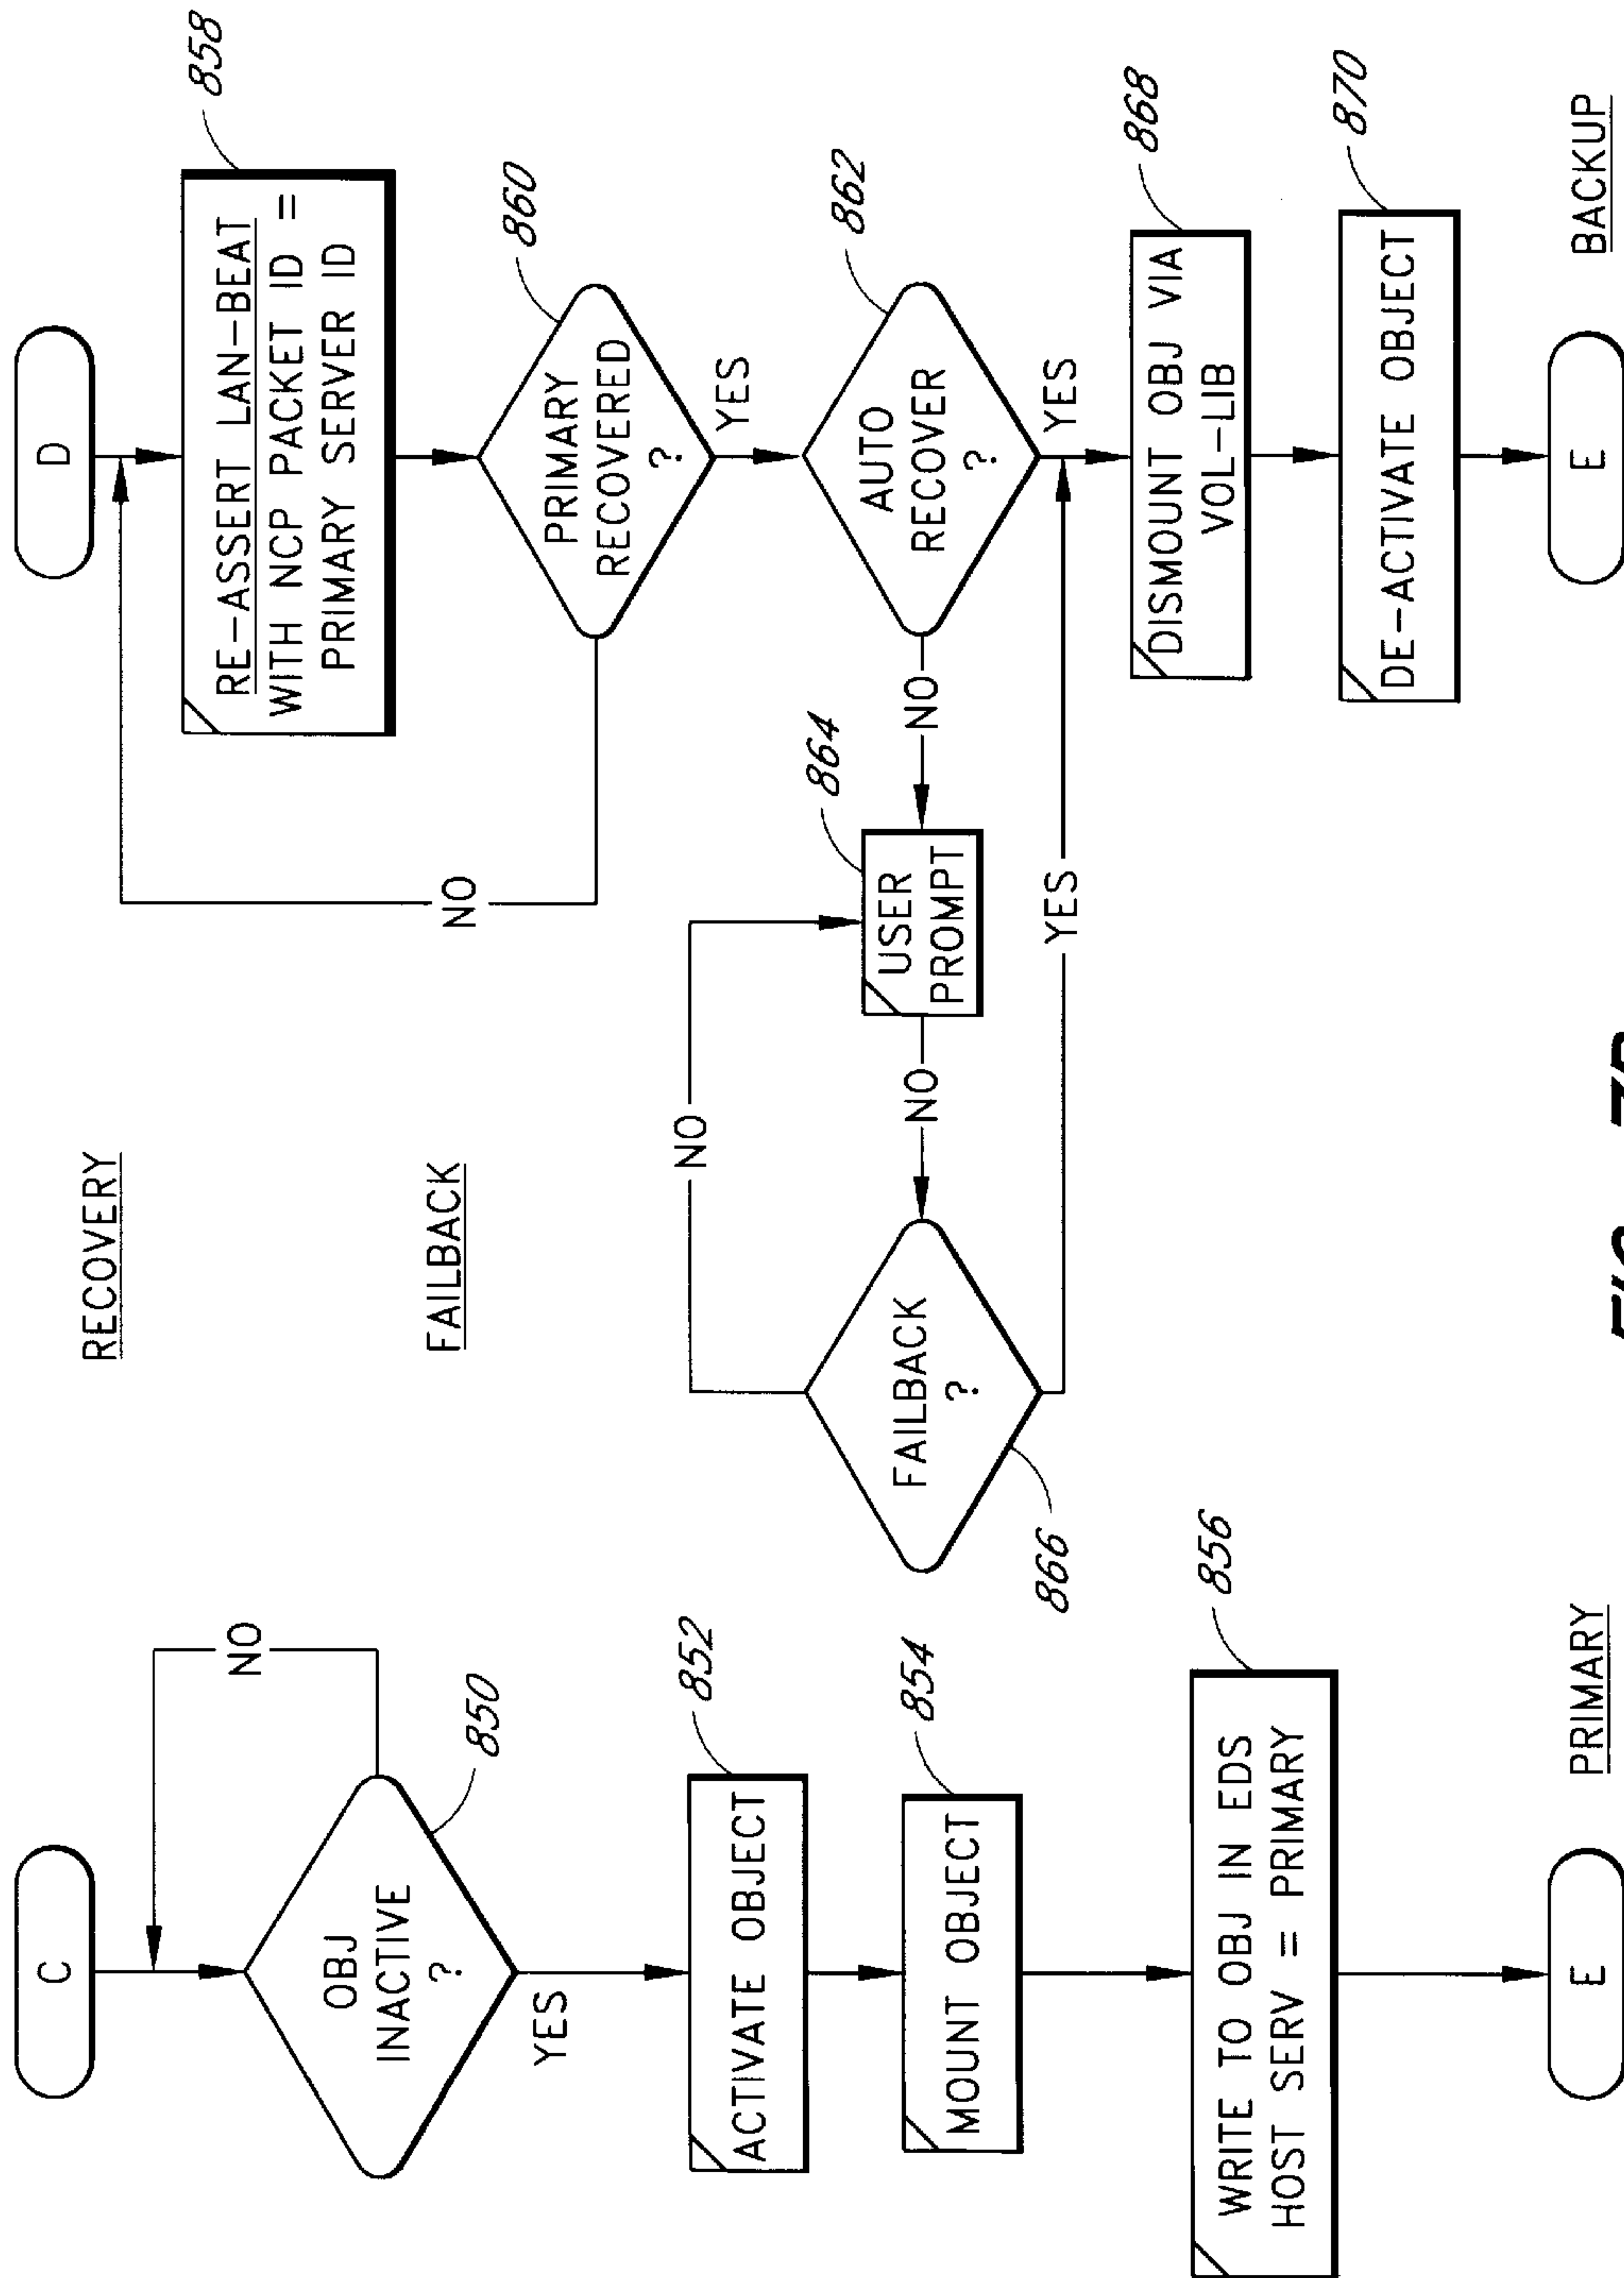 RECOVERY
FAILBACK
C
OBJ
INACTIVE
?
850
NO
YES
ACTIVATE OBJECT
852
MOUNT OBJECT
854
WRITE TO OBJ IN EDS
HOST SERV = PRIMARY
856
E
PRIMARY
D
RE-ASSERT LAN-BEAT
WITH NCP PACKET ID =
PRIMARY SERVER ID
858
PRIMARY
RECOVERED
?
860
NO
YES
AUTO
RECOVER
?
862
NO
YES
USER
PROMPT
864
NO
NO
FAILBACK
?
866
YES
DISMOUNT OBJ VIA
VOL-LIB
868
DE-ACTIVATE OBJECT
870
E
BACKUP
FIG.